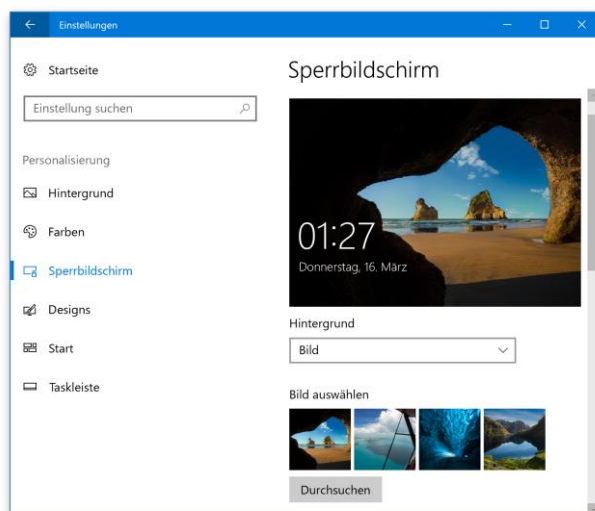 Einstellungen
Startseite
Einstellung suchen
Personalisierung
Hintergrund
Farben
Sperrbildschirm
Designs
Start
Taskleiste
Sperrbildschirm
01:27
Donnerstag, 16. März
Hintergrund
Bild
Bild auswählen
Durchsuchen